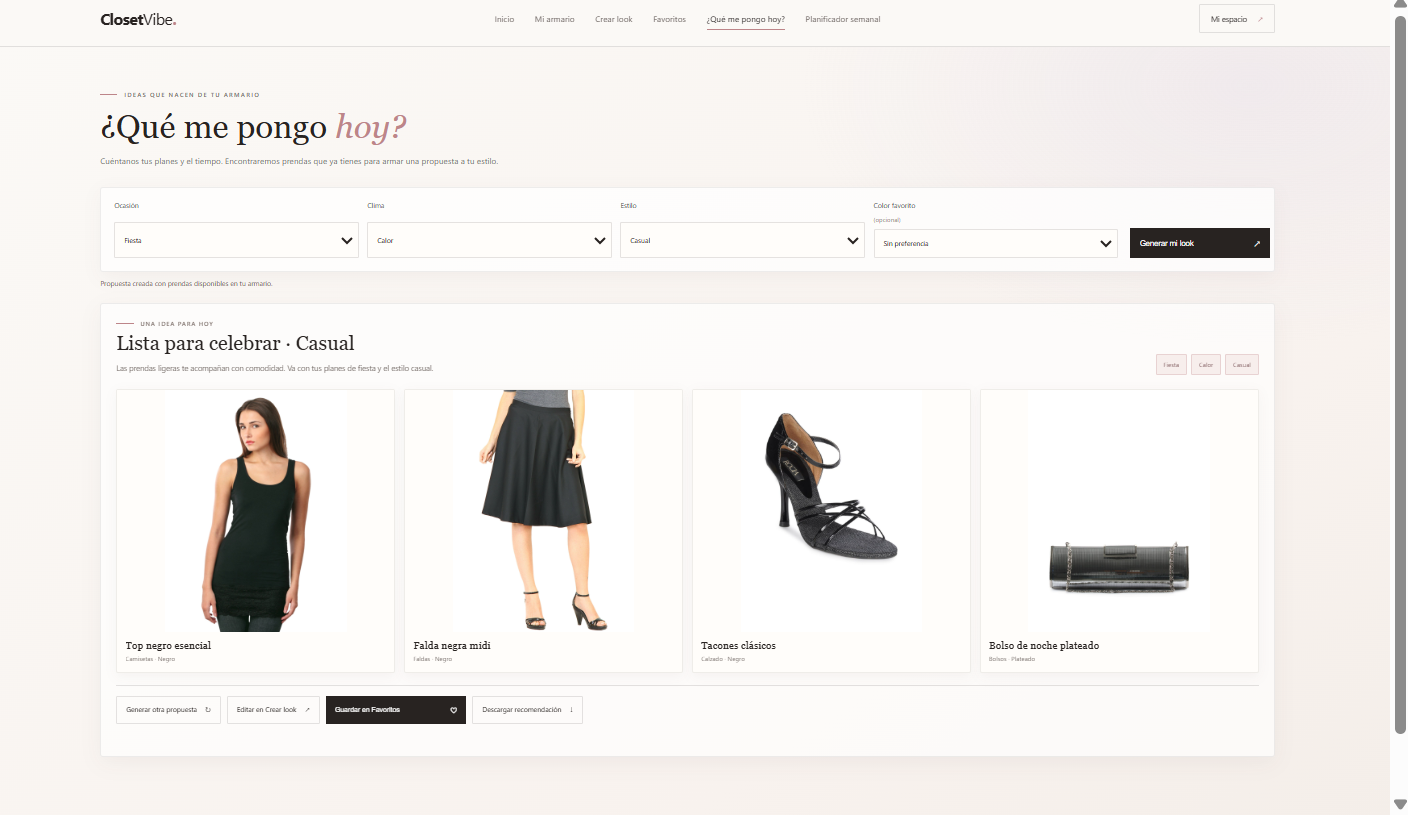 ClosetVibe.
Inicio
Mi armario
Crear look
Favoritos
¿Qué me pongo hoy?
Planificador semanal
Mi espacio ↗
IDEAS QUE NACEN DE TU ARMARIO
¿Qué me pongo hoy?
Cuéntanos tus planes y el tiempo. Encontraremos prendas que ya tienes para armar una propuesta a tu estilo.
Ocasión
Fiesta
Clima
Calor
Estilo
Casual
Color favorito
(opcional)
Sin preferencia
Generar mi look ↗
Propuesta creada con prendas disponibles en tu armario.
UNA IDEA PARA HOY
Lista para celebrar · Casual
Las prendas ligeras te acompañan con comodidad. Va con tus planes de fiesta y el estilo casual.
Fiesta
Calor
Casual
Top negro esencial
Camisetas · Negro
Falda negra midi
Faldas · Negro
Tacones clásicos
Calzado · Negro
Bolso de noche plateado
Bolsos · Plateado
Generar otra propuesta ↻
Editar en Crear look ↗
Guardar en Favoritos ♡
Descargar recomendación ↓